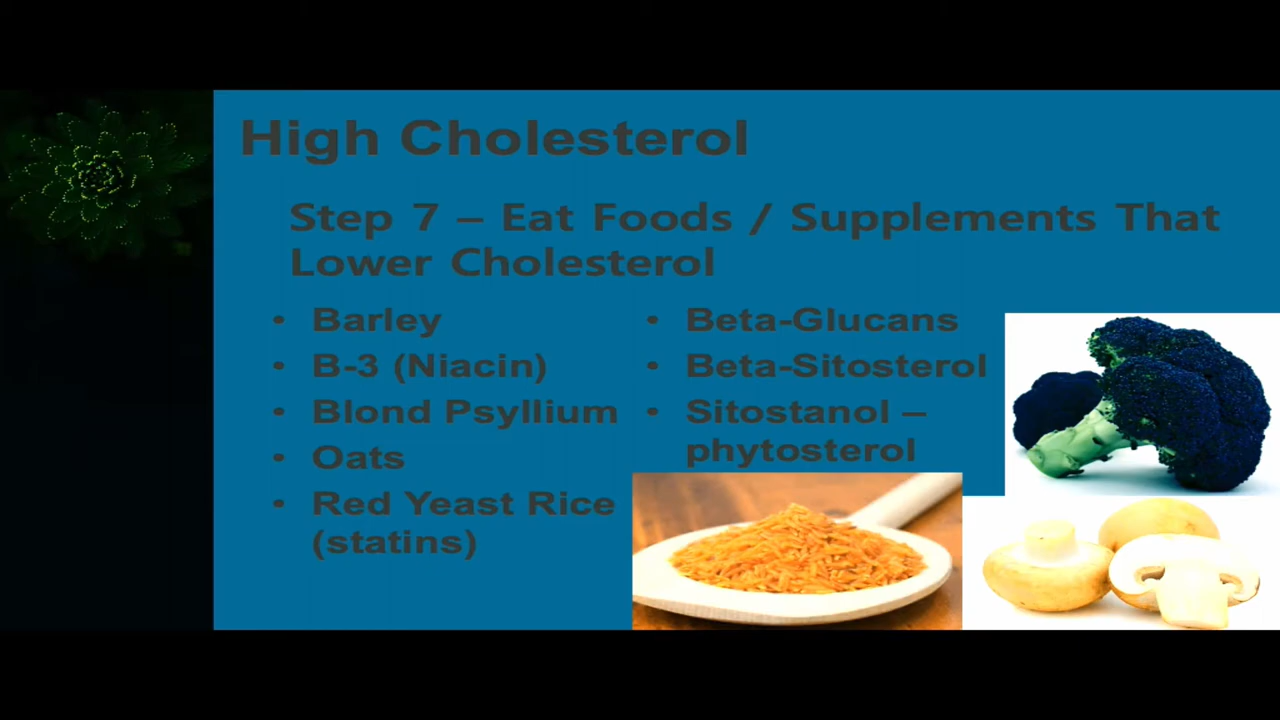 High Cholesterol
Step 7 – Eat Foods / Supplements That
Lower Cholesterol
• Barley
• B-3 (Niacin)
• Blond Psyllium
• Oats
• Red Yeast Rice
(statins)
• Beta-Glucans
• Beta-Sitosterol
• Sitostanol –
phytosterol